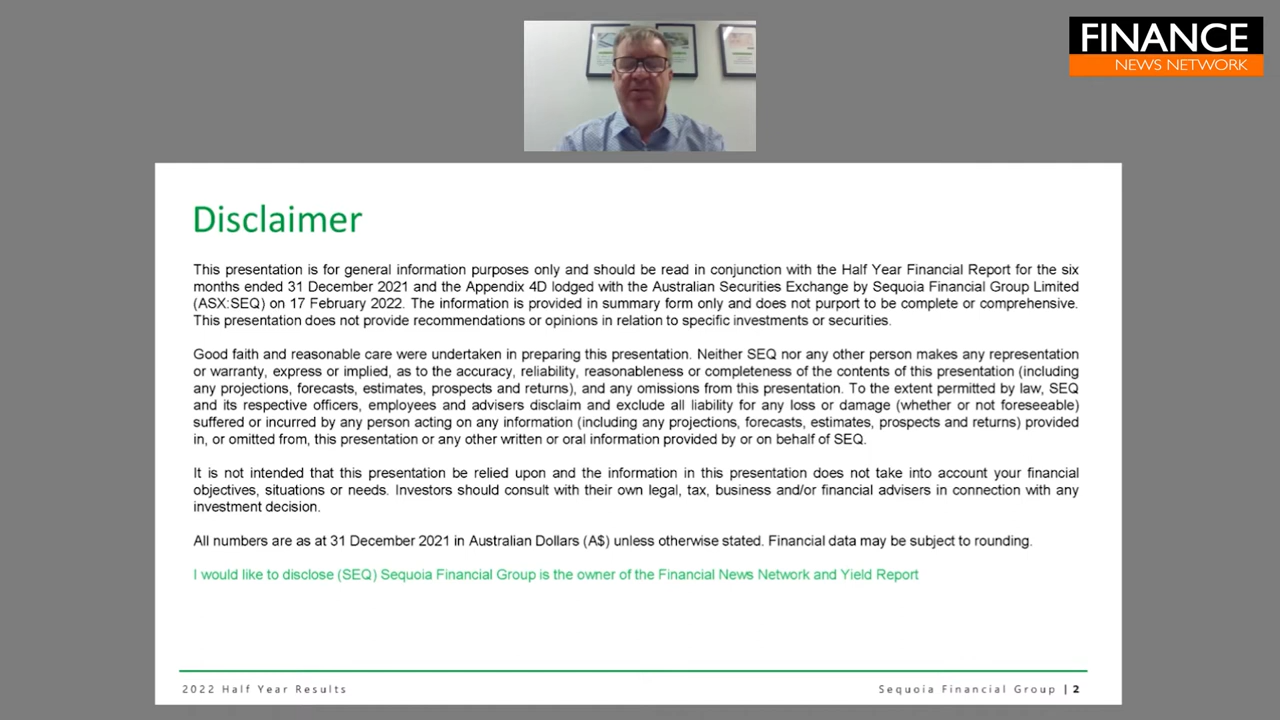 FINANCE
NEWS NETWORK
Disclaimer
This presentation is for general information purposes only and should be read in conjunction with the Half Year Financial Report for the six
months ended 31 December 2021 and the Appendix 4D lodged with the Australian Securities Exchange by Sequoia Financial Group Limited
(ASX:SEQ) on 17 February 2022. The information is provided in summary form only and does not purport to be complete or comprehensive.
This presentation does not provide recommendations or opinions in relation to specific investments or securities.
Good faith and reasonable care were undertaken in preparing this presentation. Neither SEQ nor any other person makes any representation
or warranty, express or implied, as to the accuracy, reliability, reasonableness or completeness of the contents of this presentation (including
any projections, forecasts, estimates, prospects and returns), and any omissions from this presentation. To the extent permitted by law, SEQ
and its respective officers, employees and advisers disclaim and exclude all liability for any loss or damage (whether or not foreseeable)
suffered or incurred by any person acting on any information (including any projections, forecasts, estimates, prospects and returns) provided
in, or omitted from, this presentation or any other written or oral information provided by or on behalf of SEQ.
It is not intended that this presentation be relied upon and the information in this presentation does not take into account your financial
objectives, situations or needs. Investors should consult with their own legal, tax, business and/or financial advisers in connection with any
investment decision.
All numbers are as at 31 December 2021 in Australian Dollars (A$) unless otherwise stated. Financial data may be subject to rounding.
I would like to disclose (SEQ) Sequoia Financial Group is the owner of the Financial News Network and Yield Report
2022 Half Year Results
Sequoia Financial Group | 2